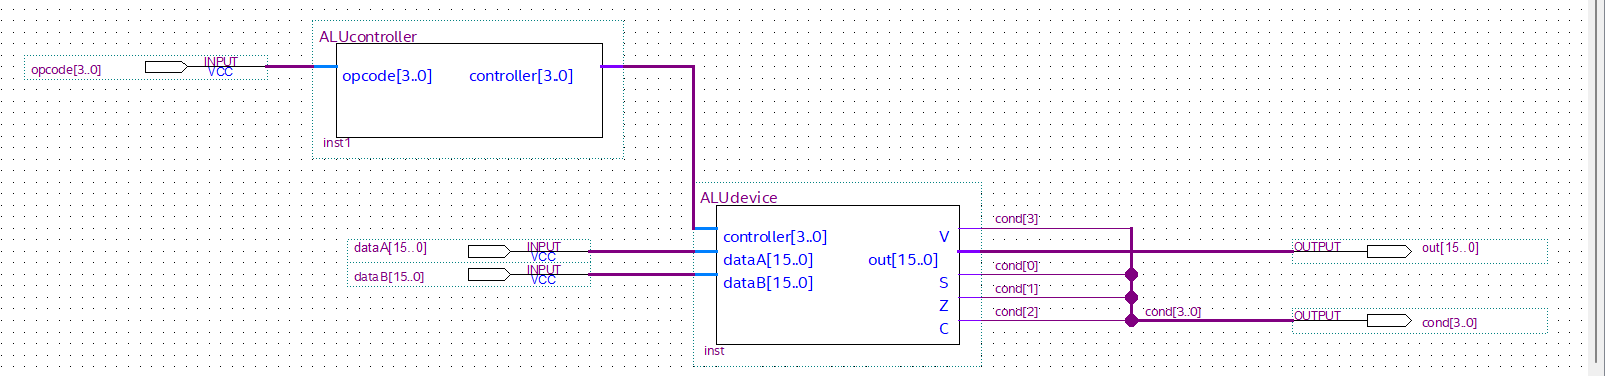 ALUcontroller
opcode[3..0]
INPUT
VCC
opcode[3..0]
controller[3..0]
inst1
ALUdevice
dataA[15..0]
INPUT
VCC
dataB[15..0]
INPUT
VCC
controller[3..0]
dataA[15..0]
dataB[15..0]
V
out[15..0]
S
Z
C
inst
cond[3]
cond[0]
cond[1]
cond[2]
cond[3..0]
OUTPUT
out[15..0]
OUTPUT
cond[3..0]